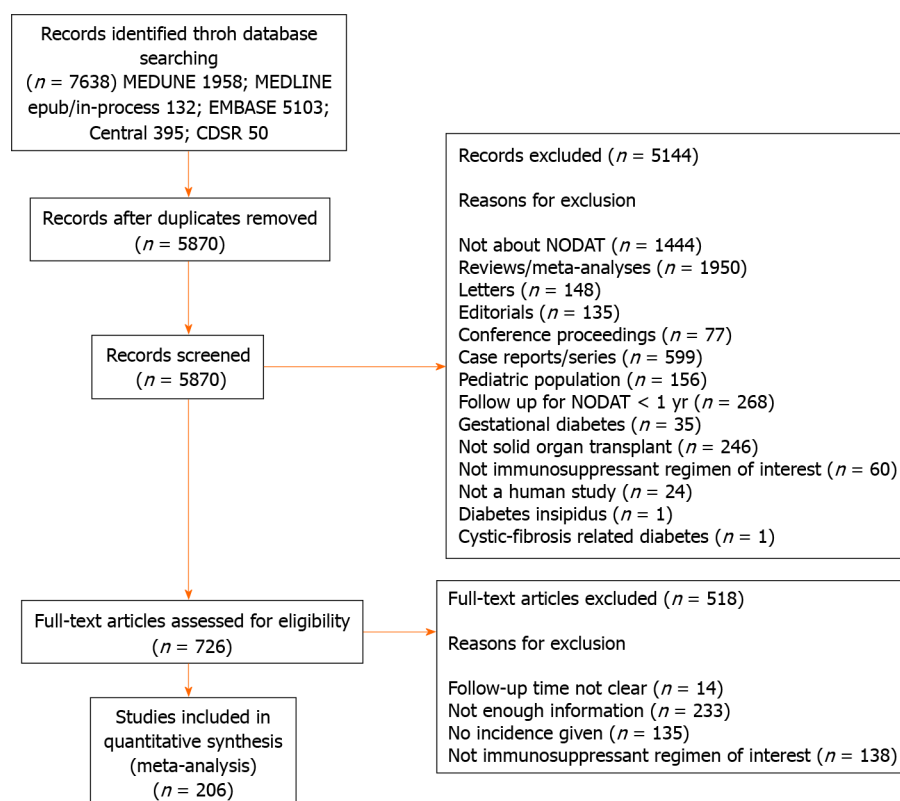 Records identified throh database
searching
(n = 7638) MEDUNE 1958; MEDLINE
epub/in-process 132; EMBASE 5103;
Central 395; CDSR 50
Records after duplicates removed
(n = 5870)
Records screened
(n = 5870)
Records excluded (n = 5144)
Reasons for exclusion
Not about NODAT (n = 1444)
Reviews/meta-analyses (n = 1950)
Letters (n = 148)
Editorials (n = 135)
Conference proceedings (n = 77)
Case reports/series (n = 599)
Pediatric population (n = 156)
Follow up for NODAT < 1 yr (n = 268)
Gestational diabetes (n = 35)
Not solid organ transplant (n = 246)
Not immunosuppressant regimen of interest (n = 60)
Not a human study (n = 24)
Diabetes insipidus (n = 1)
Cystic-fibrosis related diabetes (n = 1)
Full-text articles assessed for eligibility
(n = 726)
Full-text articles excluded (n = 518)
Reasons for exclusion
Follow-up time not clear (n = 14)
Not enough information (n = 233)
No incidence given (n = 135)
Not immunosuppressant regimen of interest (n = 138)
Studies included in
quantitative synthesis
(meta-analysis)
(n = 206)